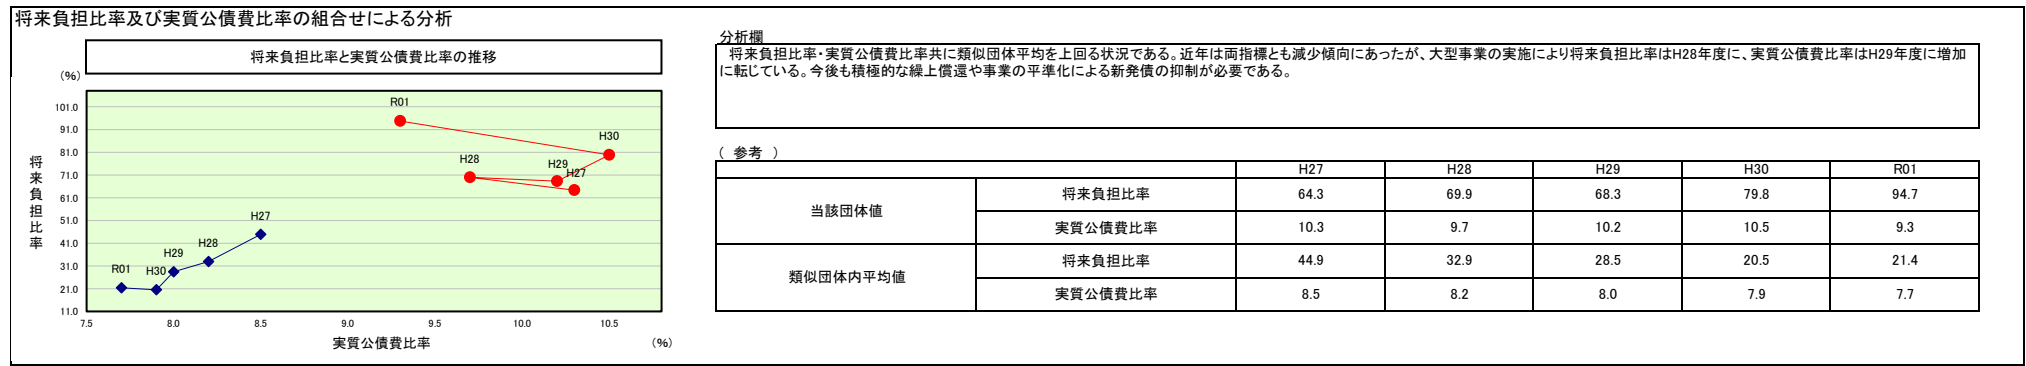 将来負担比率及び実質公債費比率の組合せによる分析
将来負担比率と実質公債費比率の推移
(%)
101.0
91.0
81.0
71.0
61.0
51.0
41.0
31.0
21.0
11.0
将来負担比率
R01
H30
H28
H29
H27
H27
H28
H29
H30
R01
7.5 8.0 8.5 9.0 9.5 10.0 10.5
実質公債費比率
(%)
分析欄
将来負担比率・実質公債費比率共に類似団体平均を上回る状況である。近年は両指標とも減少傾向にあったが、大型事業の実施により将来負担比率はH28年度に、実質公債費比率はH29年度に増加
に転じている。今後も積極的な繰上償還や事業の平準化による新発債の抑制が必要である。
( 参考 )
H27 H28 H29 H30 R01
当該団体値
将来負担比率 64.3 69.9 68.3 79.8 94.7
実質公債費比率 10.3 9.7 10.2 10.5 9.3
類似団体内平均値
将来負担比率 44.9 32.9 28.5 20.5 21.4
実質公債費比率 8.5 8.2 8.0 7.9 7.7